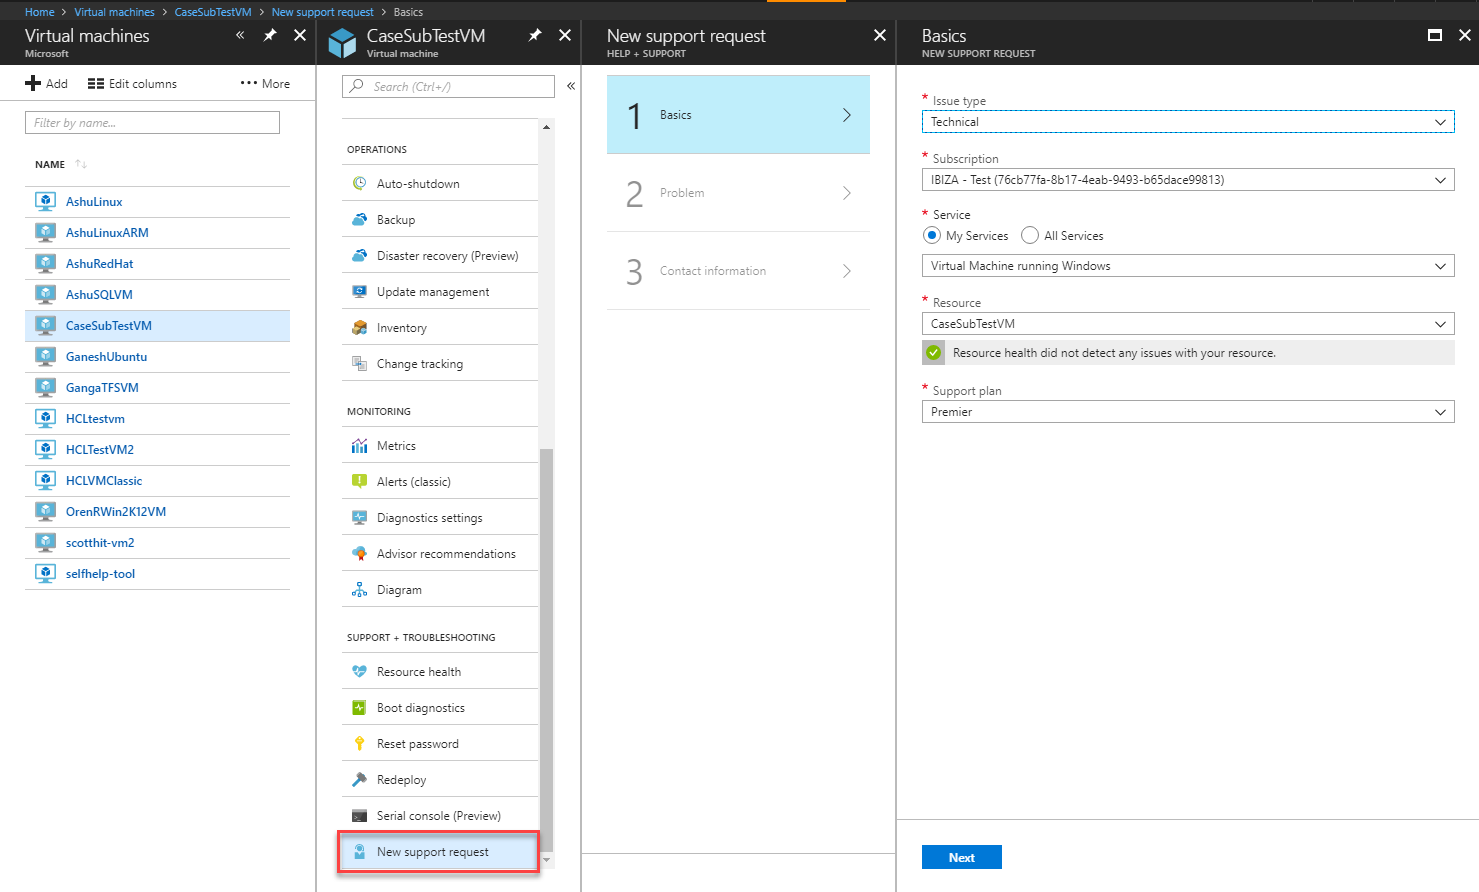 Home > Virtual machines > CaseSubTestVM > New support request > Basics
Virtual machines
Microsoft
Add
Edit columns
More
Filter by name...
NAME
AshuLinux
AshuLinuxARM
AshuRedHat
AshuSQLVM
CaseSubTestVM
GaneshUbuntu
GangaTFSVM
HCLtestvm
HCLTestVM2
HCLVMClassic
OrenRWin2K12VM
scotthit-vm2
selfhelp-tool
CaseSubTestVM
Virtual machine
Search (Ctrl+/)
OPERATIONS
Auto-shutdown
Backup
Disaster recovery (Preview)
Update management
Inventory
Change tracking
MONITORING
Metrics
Alerts (classic)
Diagnostics settings
Advisor recommendations
Diagram
SUPPORT + TROUBLESHOOTING
Resource health
Boot diagnostics
Reset password
Redeploy
Serial console (Preview)
New support request
New support request
HELP + SUPPORT
1 Basics
2 Problem
3 Contact information
Basics
NEW SUPPORT REQUEST
* Issue type
Technical
* Subscription
IBIZA - Test (76cb77fa-8b17-4eab-9493-b65dace99813)
* Service
My Services All Services
Virtual Machine running Windows
* Resource
CaseSubTestVM
Resource health did not detect any issues with your resource.
* Support plan
Premier
Next